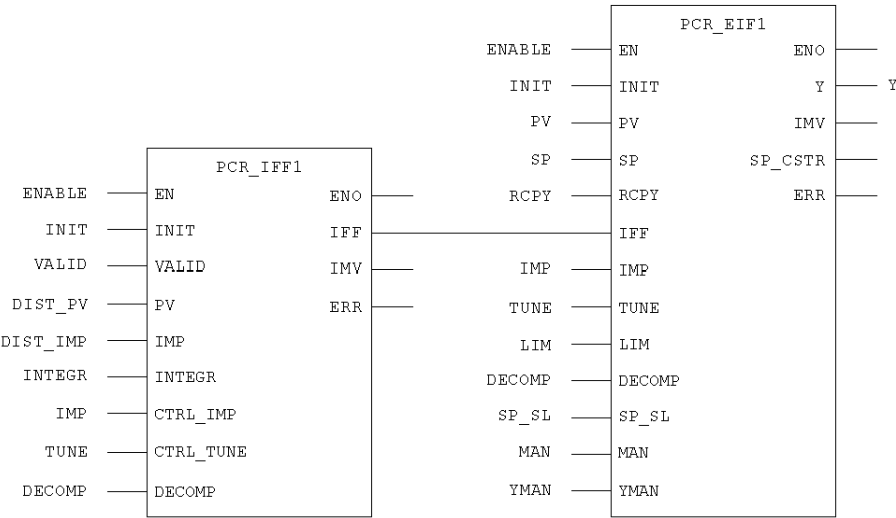 PCR_EIF1
ENABLE EN ENO
INIT INIT Y Y
PV PV IMV
SP SP SP_CSTR
RCPY RCPY ERR
IFF
IMP IMP
TUNE TUNE
LIM LIM
DECOMP DECOMP
SP_SL SP_SL
MAN MAN
YMAN YMAN
PCR_IFF1
ENABLE EN ENO
INIT INIT IFF
VALID VALID IMV
DIST_PV PV ERR
DIST_IMP IMP
INTEGR INTEGR
IMP CTRL_IMP
TUNE CTRL_TUNE
DECOMP DECOMP